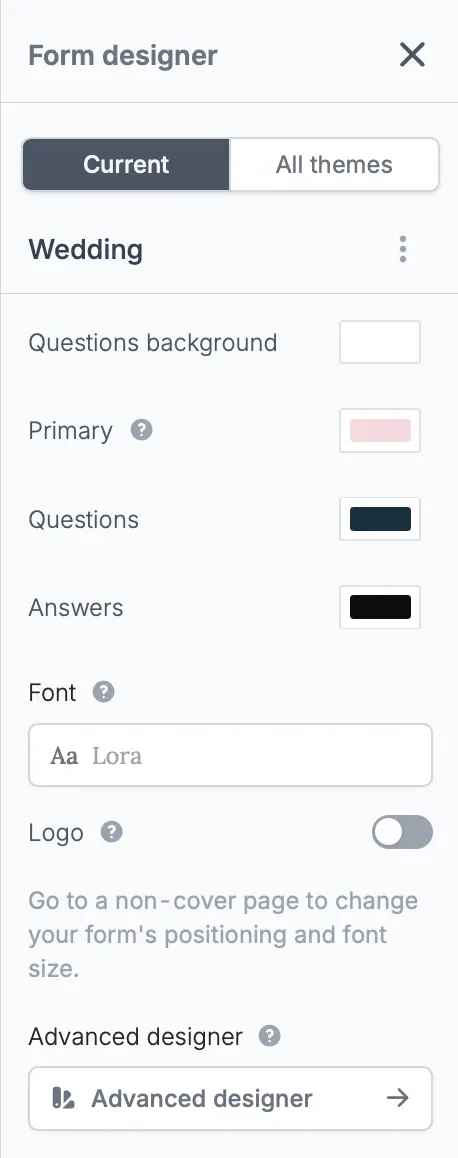 Form designer
Current
All themes
Wedding
Questions background
Primary ?
Questions
Answers
Font ?
Aa Lora
Logo ?
Go to a non-cover page to change
your form's positioning and font
size.
Advanced designer ?
Advanced designer